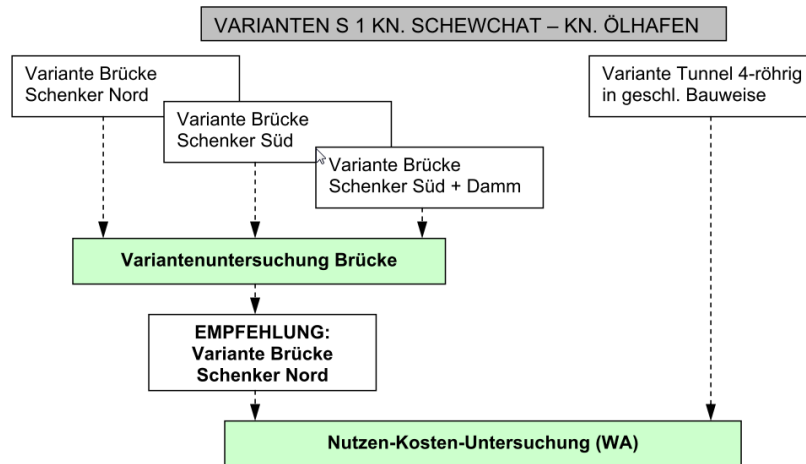 VARIANTEN S 1 KN. SCHEWCHAT – KN. ÖLHAFEN
Variante Brücke
Schenker Nord
Variante Brücke
Schenker Süd
Variante Brücke
Schenker Süd + Damm
Variante Tunnel 4-röhrig
in geschl. Bauweise
Variantenuntersuchung Brücke
EMPFEHLUNG:
Variante Brücke
Schenker Nord
Nutzen-Kosten-Untersuchung (WA)